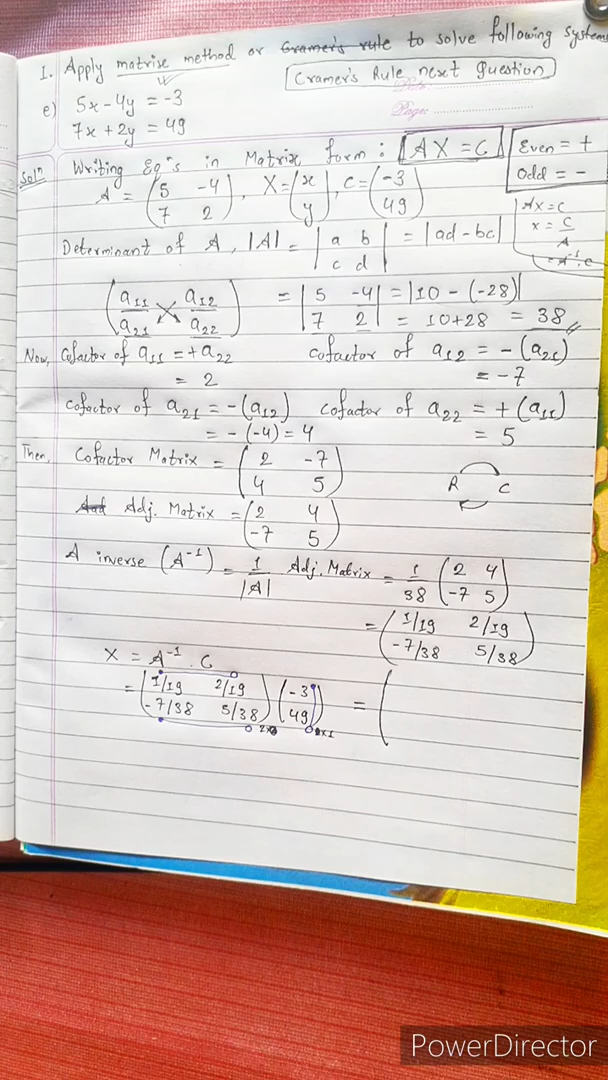 1. Apply matrix method or Cramer's rule to solve following systems
Cramer's Rule next Question
Page:
e) 5x - 4y = -3
7x + 2y = 49
Even = +
Odd = -
Solⁿ Writing Eqⁿs in Matrix form: AX = C
A = (5 -4), X = (x), C = (-3)
7 2 y 49
AX = C
x = C
A
= A⁻¹.C
Determinant of A, |A| = |a b| = |ad - bc|
c d
(a11 a12) = |5 -4| = |10 - (-28)|
a21 a22 7 2 = 10+28 = 38
Now, Cofactor of a11 = +a22 cofactor of a12 = -(a21)
= 2 = -7
cofactor of a21 = -(a12) cofactor of a22 = +(a11)
= -(-4) = 4 = 5
Then, Cofactor Matrix = (2 -7)
4 5
R C
Adj. Matrix = (2 4)
-7 5
A inverse (A⁻¹) = 1 Adj. Matrix = 1 (2 4)
|A| 38 -7 5
= (1/19 2/19)
-7/38 5/38
X = A⁻¹ . C
= (1/19 2/19) (-3) = (
-7/38 5/38 49
2x1
PowerDirector